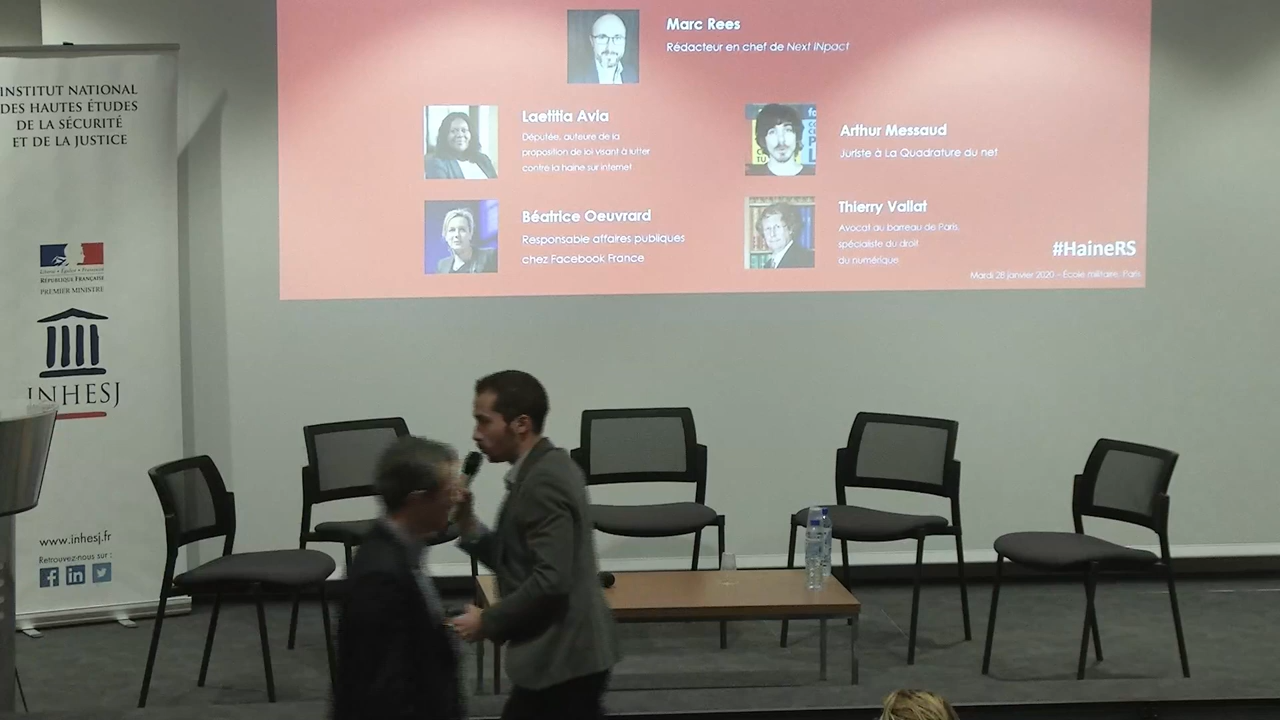 INSTITUT NATIONAL
DES HAUTES ÉTUDES
DE LA SÉCURITÉ
ET DE LA JUSTICE
Liberté • Égalité • Fraternité
RÉPUBLIQUE FRANÇAISE
PREMIER MINISTRE
INHESJ
www.inhesj.fr
Retrouvez-nous sur :
Marc Rees
Rédacteur en chef de Next INpact
Laetitia Avia
Députée, auteure de la
proposition de loi visant à lutter
contre la haine sur internet
Arthur Messaud
Juriste à La Quadrature du net
Béatrice Oeuvrard
Responsable affaires publiques
chez Facebook France
Thierry Vallat
Avocat au barreau de Paris,
spécialiste du droit
du numérique
#HaineRS
Mardi 28 janvier 2020 – École militaire, Paris